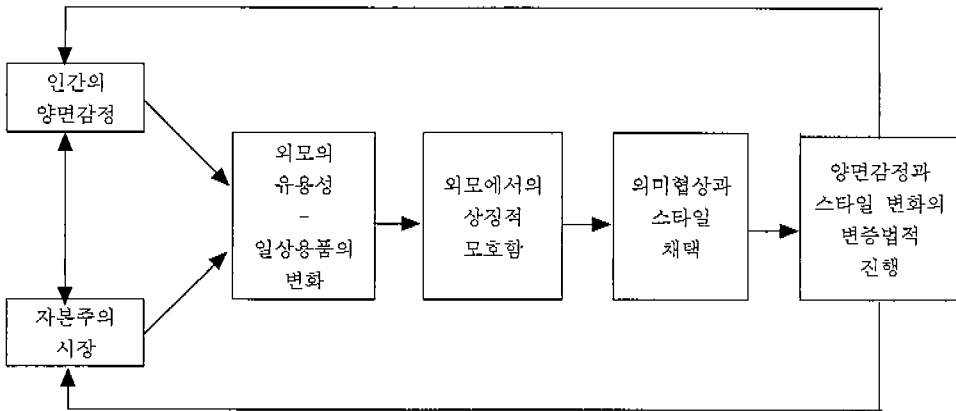 인간의
양면감정
자본주의
시장
외모의
유용성
-
일상용품의
변화
외모에서의
상징적
모호함
의미협상과
스타일
채택
양면감정과
스타일 변화의
변증법적
진행